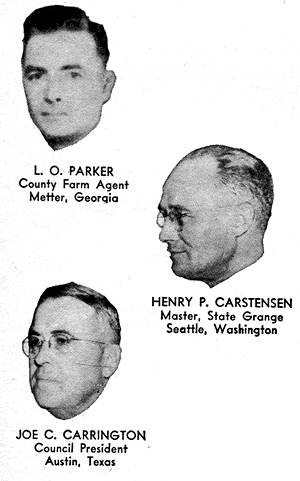 L. O. PARKER
County Farm Agent
Metter, Georgia
HENRY P. CARSTENSEN
Master, State Grange
Seattle, Washington
JOE C. CARRINGTON
Council President
Austin, Texas